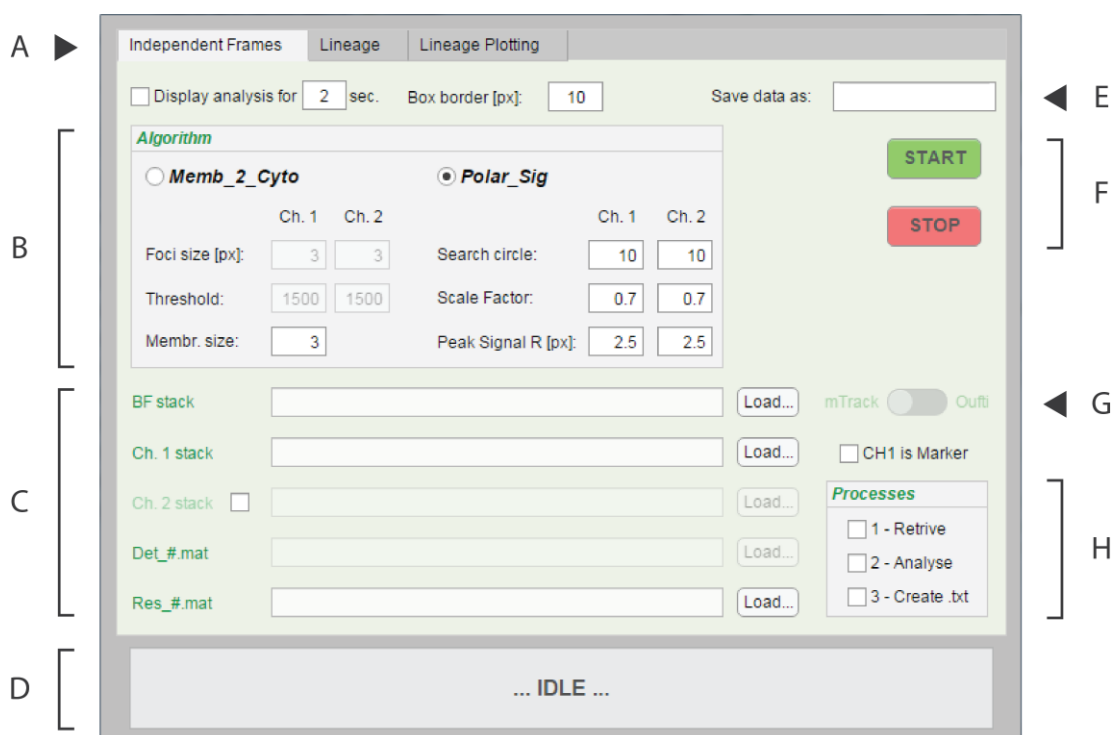 A Independent Frames Lineage Lineage Plotting
Display analysis for 2 sec. Box border [px]: 10 Save data as: E
Algorithm
Memb_2_Cyto Polar_Sig START
F
Ch. 1 Ch. 2 Ch. 1 Ch. 2
STOP
B
Foci size [px]: 3 3 Search circle: 10 10
Threshold: 1500 1500 Scale Factor: 0.7 0.7
Membr. size: 3 Peak Signal R [px]: 2.5 2.5
BF stack Load... mTrack Oufti G
Ch. 1 stack Load... CH1 is Marker
C
Ch. 2 stack Load... Processes
1 - Retrive
Det_#.mat Load... 2 - Analyse H
Res_#.mat Load... 3 - Create .txt
D ... IDLE ...